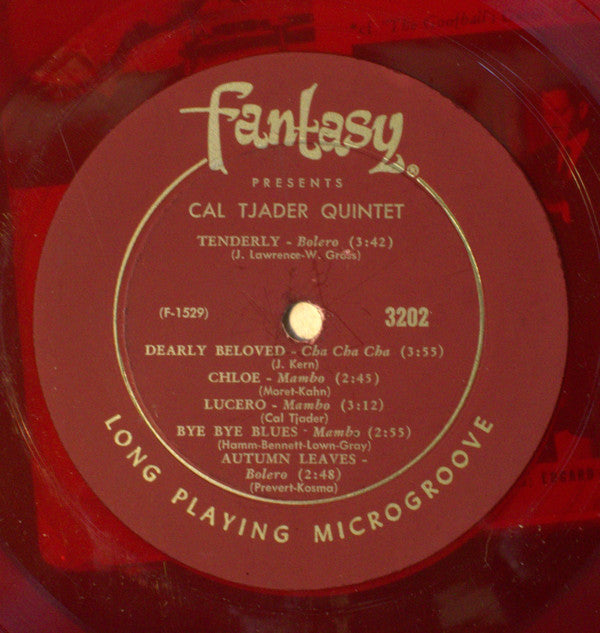 fantasy®
PRESENTS
CAL TJADER QUINTET
TENDERLY - Bolero (3:42)
(J. Lawrence-W. Gross)
(F-1529)
3202
DEARLY BELOVED - Cha Cha Cha (3:55)
(J. Kern)
CHLOE - Mambo (2:45)
(Moret-Kahn)
LUCERO - Mambo (3:12)
(Cal Tjader)
BYE BYE BLUES - Mambo (2:55)
(Hamm-Bennett-Lown-Gray)
AUTUMN LEAVES -
Bolero (2:48)
(Prevert-Kosma)
LONG PLAYING MICROGROOVE